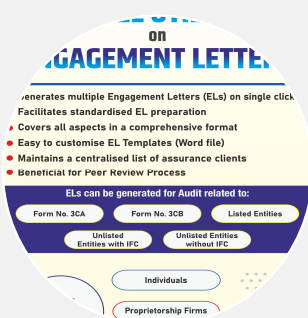 on
GAGEMENT LETTE
Generates multiple Engagement Letters (ELs) on single click
Facilitates standardised EL preparation
Covers all aspects in a comprehensive format
Easy to customise EL Templates (Word file)
Maintains a centralised list of assurance clients
Beneficial for Peer Review Process
ELs can be generated for Audit related to:
Form No. 3CA Form No. 3CB Listed Entities
Unlisted Unlisted Entities
Entities with IFC without IFC
Individuals
Proprietorship Firms